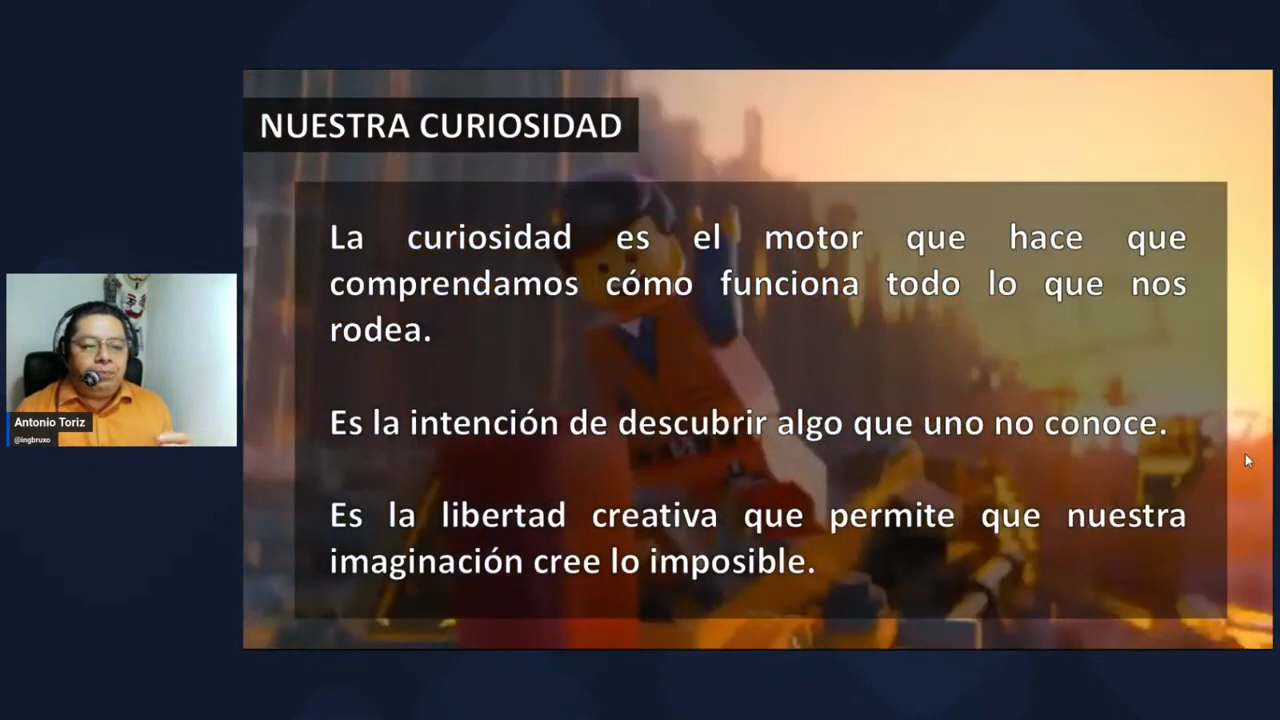 NUESTRA CURIOSIDAD
La curiosidad es el motor que hace que
comprendamos cómo funciona todo lo que nos
rodea.
Es la intención de descubrir algo que uno no conoce.
Es la libertad creativa que permite que nuestra
imaginación cree lo imposible.
Antonio Toriz
@ingbruxo